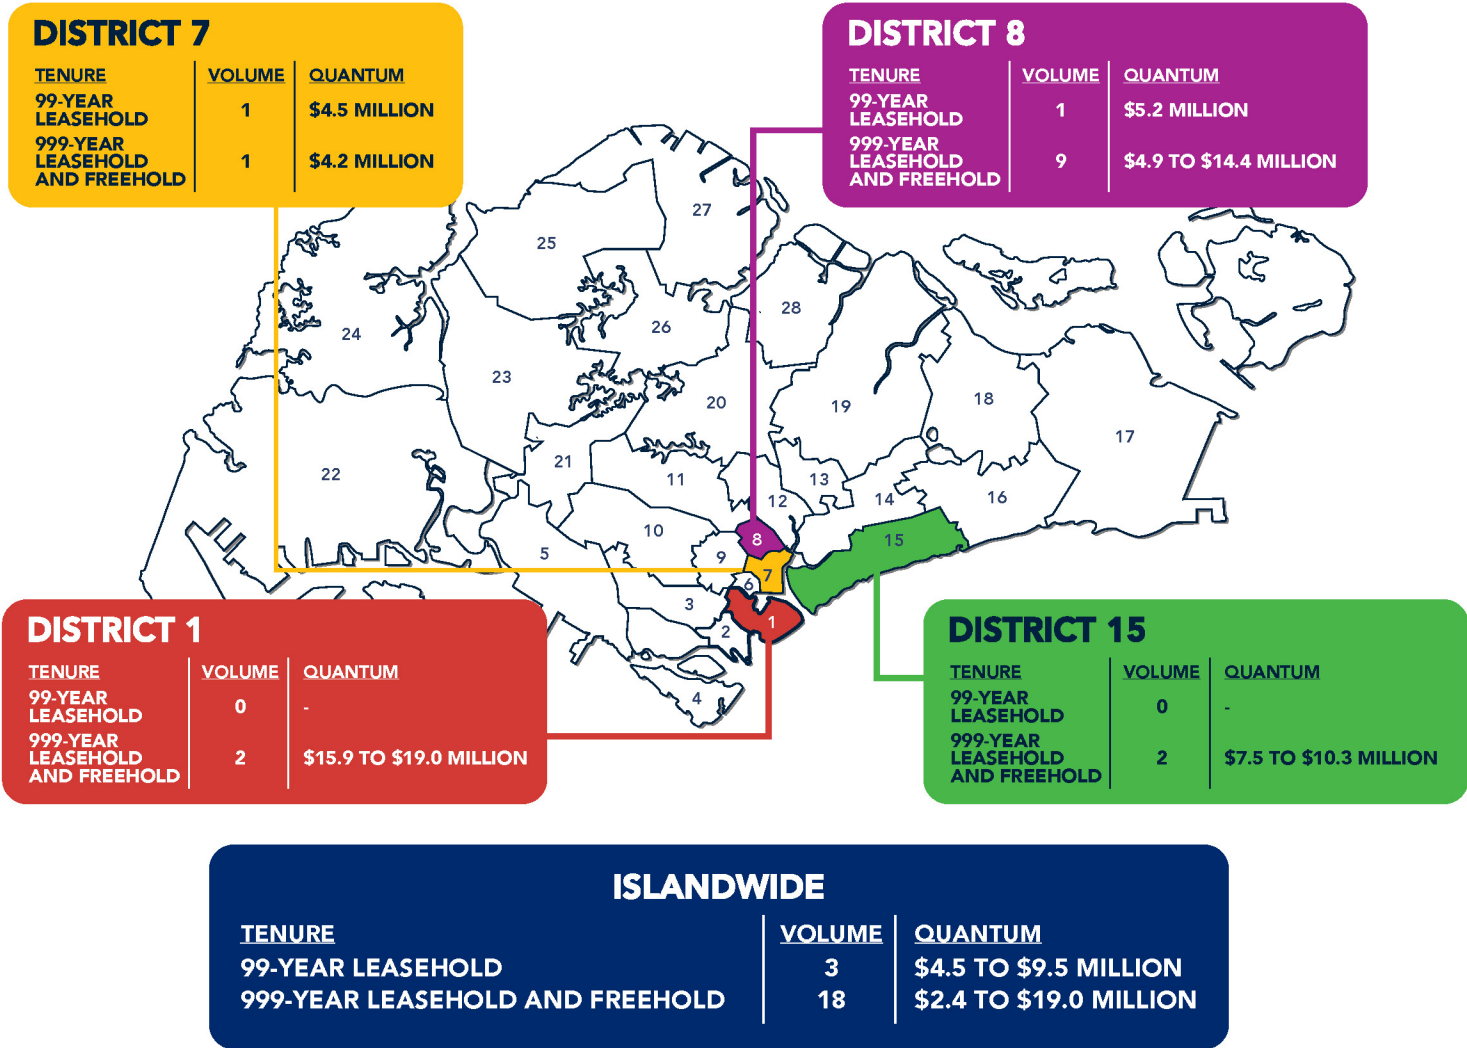 DISTRICT 7
TENURE VOLUME QUANTUM
99-YEAR
LEASEHOLD 1 $4.5 MILLION
999-YEAR
LEASEHOLD 1 $4.2 MILLION
AND FREEHOLD
DISTRICT 8
TENURE VOLUME QUANTUM
99-YEAR
LEASEHOLD 1 $5.2 MILLION
999-YEAR
LEASEHOLD 9 $4.9 TO $14.4 MILLION
AND FREEHOLD
27
25
28
26
24
23
20
19
18
17
22
21
11
13
12
14
16
10
8
15
5
9
7
6
3
1
2
4
DISTRICT 1
TENURE VOLUME QUANTUM
99-YEAR
LEASEHOLD 0 -
999-YEAR
LEASEHOLD 2 $15.9 TO $19.0 MILLION
AND FREEHOLD
DISTRICT 15
TENURE VOLUME QUANTUM
99-YEAR
LEASEHOLD 0 -
999-YEAR
LEASEHOLD 2 $7.5 TO $10.3 MILLION
AND FREEHOLD
ISLANDWIDE
TENURE VOLUME QUANTUM
99-YEAR LEASEHOLD 3 $4.5 TO $9.5 MILLION
999-YEAR LEASEHOLD AND FREEHOLD 18 $2.4 TO $19.0 MILLION